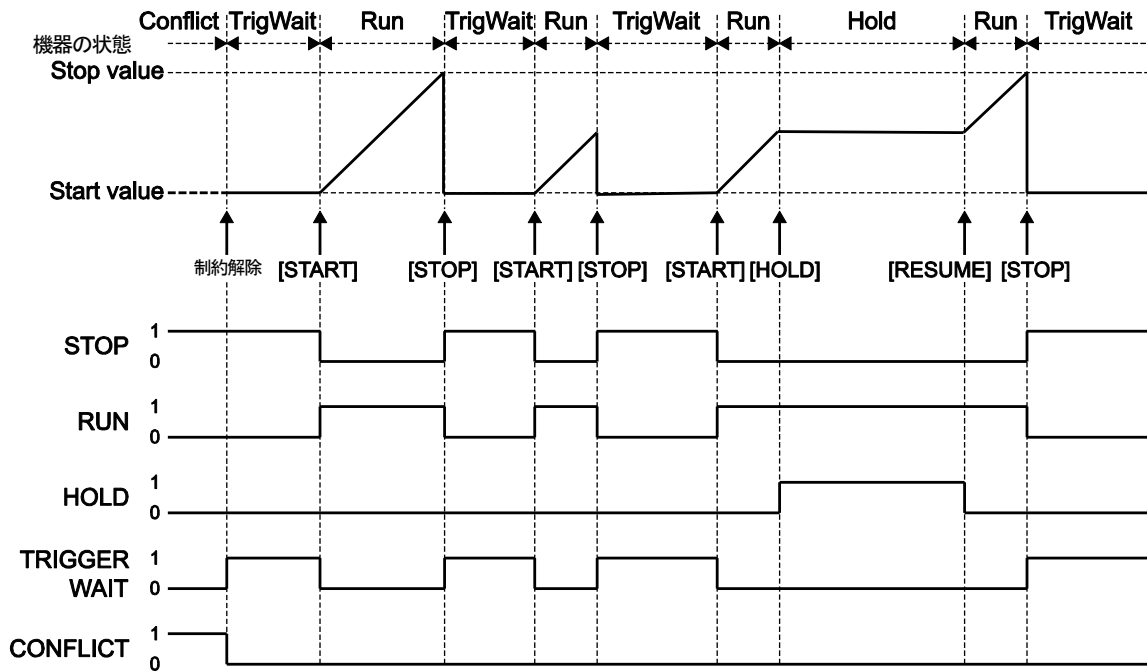 Conflict TrigWait Run TrigWait Run TrigWait Run Hold Run TrigWait
機器の状態
Stop value
Start value
制約解除 [START] [STOP] [START] [STOP] [START] [HOLD] [RESUME] [STOP]
STOP 1
0
RUN 1
0
HOLD 1
0
TRIGGER 1
WAIT 0
CONFLICT 1
0